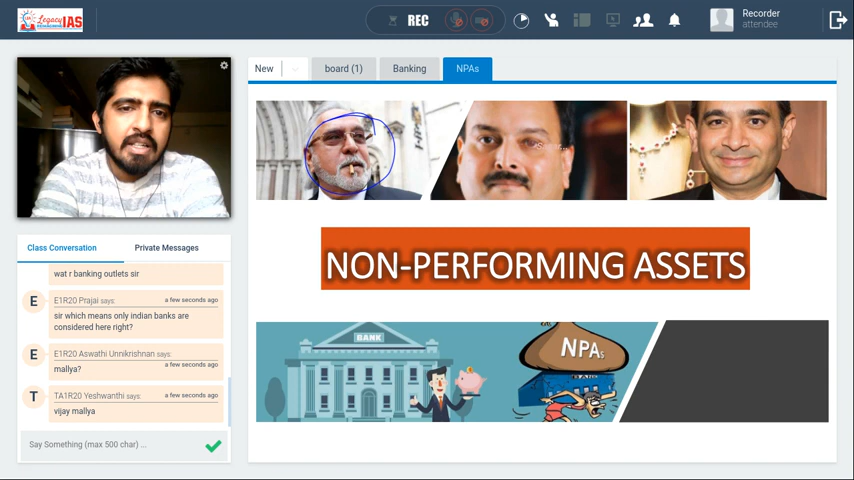 Legacy IAS
REC
Recorder
attendee
New
board (1)
Banking
NPAs
NON-PERFORMING ASSETS
BANK
NPAs
Class Conversation
Private Messages
wat r banking outlets sir
E
E1R20 Prajai says:
a few seconds ago
sir which means only indian banks are
considered here right?
E
E1R20 Aswathi Unnikrishnan says:
a few seconds ago
mallya?
T
TA1R20 Yeshwanthi says:
a few seconds ago
vijay mallya
Say Something (max 500 char) ...